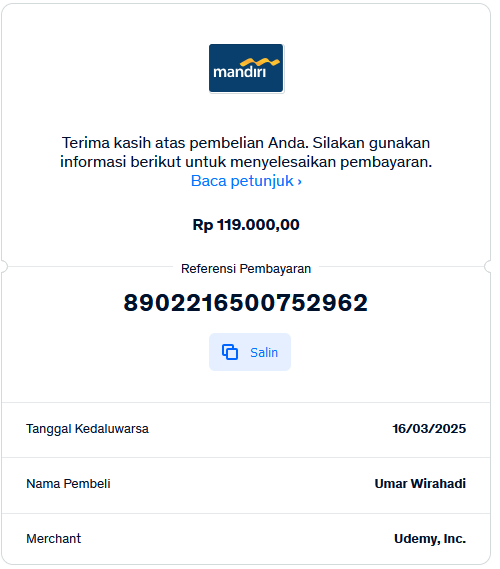 mandiri
Terima kasih atas pembelian Anda. Silakan gunakan
informasi berikut untuk menyelesaikan pembayaran.
Baca petunjuk ›
Rp 119.000,00
Referensi Pembayaran
8902216500752962
Salin
Tanggal Kedaluwarsa 16/03/2025
Nama Pembeli Umar Wirahadi
Merchant Udemy, Inc.